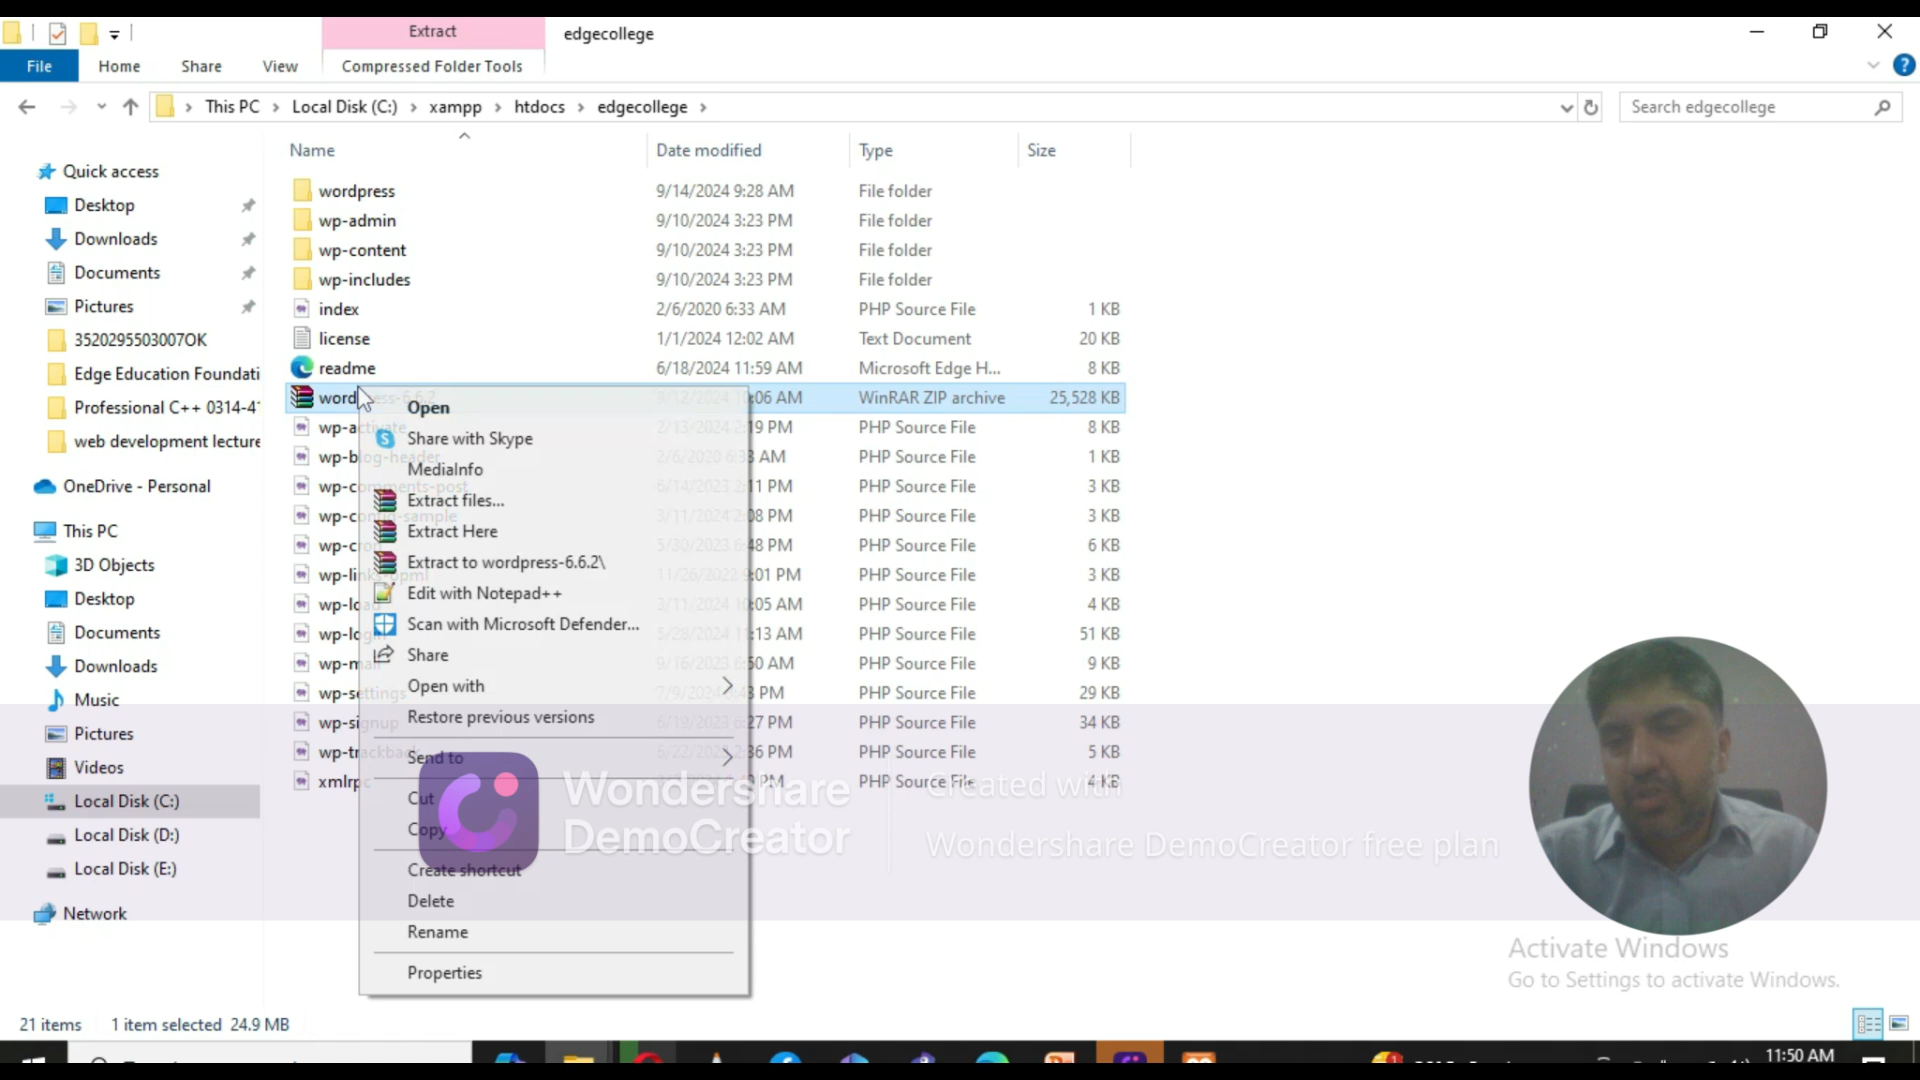 Extract
edgecollege
File
Home
Share
View
Compressed Folder Tools
This PC
Local Disk (C:)
xampp
htdocs
edgecollege
Search edgecollege
Name
Date modified
Type
Size
Quick access
Desktop
Downloads
Documents
Pictures
3520295503007OK
Edge Education Foundati
Professional C++ 0314-4
web development lecture
OneDrive - Personal
This PC
3D Objects
Desktop
Documents
Downloads
Music
Pictures
Videos
Local Disk (C:)
Local Disk (D:)
Local Disk (E:)
Network
wordpress 9/14/2024 9:28 AM File folder
wp-admin 9/10/2024 3:23 PM File folder
wp-content 9/10/2024 3:23 PM File folder
wp-includes 9/10/2024 3:23 PM File folder
index 2/6/2020 6:33 AM PHP Source File 1 KB
license 1/1/2024 12:02 AM Text Document 20 KB
readme 6/18/2024 11:59 AM Microsoft Edge H... 8 KB
WinRAR ZIP archive 25,528 KB
PHP Source File 8 KB
PHP Source File 1 KB
PHP Source File 3 KB
PHP Source File 3 KB
PHP Source File 6 KB
PHP Source File 3 KB
PHP Source File 4 KB
PHP Source File 51 KB
PHP Source File 9 KB
PHP Source File 29 KB
PHP Source File 34 KB
PHP Source File 5 KB
PHP Source File 4 KB
Open
Share with Skype
MediaInfo
Extract files...
Extract Here
Extract to wordpress-6.6.2\
Edit with Notepad++
Scan with Microsoft Defender...
Share
Open with
Restore previous versions
Send to
Cut
Copy
Create shortcut
Delete
Rename
Properties
Wondershare
DemoCreator
Created with
Wondershare DemoCreator free plan
Activate Windows
Go to Settings to activate Windows.
21 items
1 item selected 24.9 MB
11:50 AM